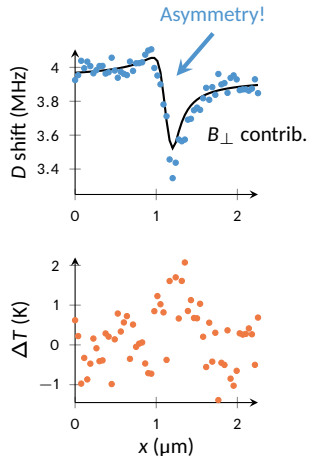 Asymmetry!
D shift (MHz)
4
3.8
3.6
3.4
B⊥ contrib.
0
1
2
ΔT (K)
2
1
0
−1
0
1
2
x (μm)